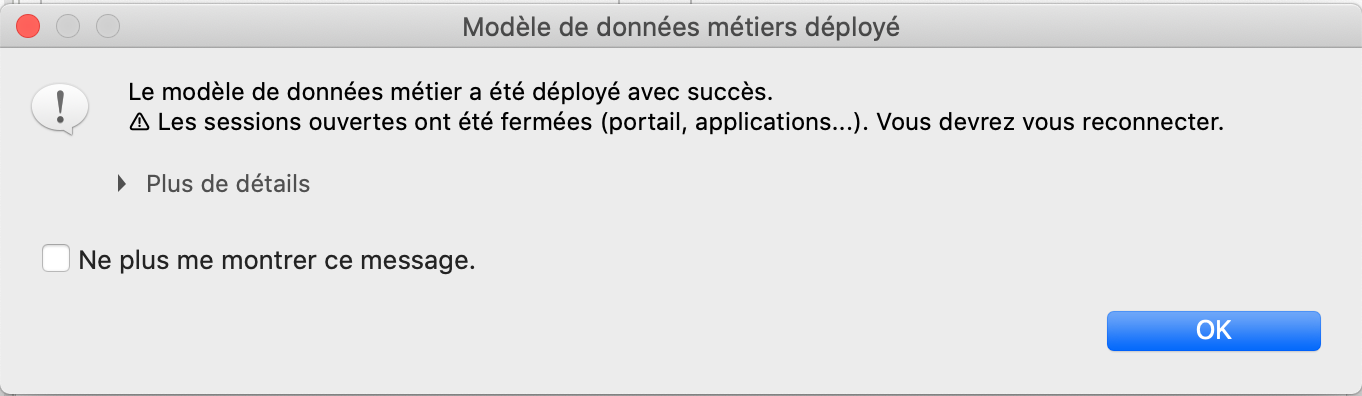 Modèle de données métiers déployé
Le modèle de données métier a été déployé avec succès.
⚠ Les sessions ouvertes ont été fermées (portail, applications...). Vous devrez vous reconnecter.
Plus de détails
Ne plus me montrer ce message.
OK